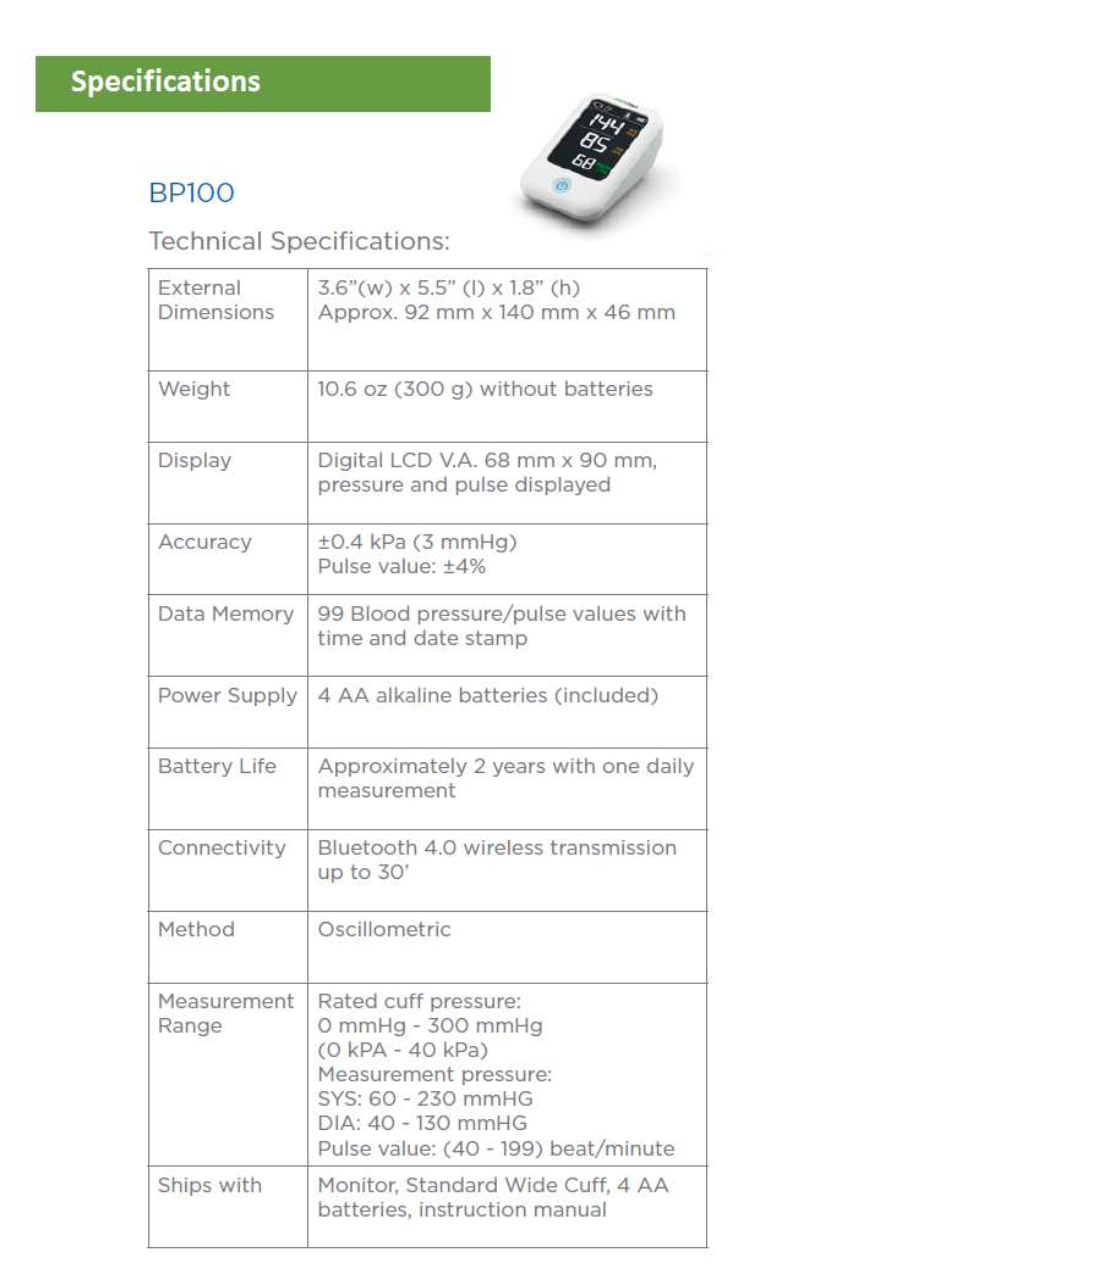 Specifications
144
85
68
BP100
Technical Specifications:
External
Dimensions
3.6”(w) x 5.5” (l) x 1.8” (h)
Approx. 92 mm x 140 mm x 46 mm
Weight
10.6 oz (300 g) without batteries
Display
Digital LCD V.A. 68 mm x 90 mm,
pressure and pulse displayed
Accuracy
±0.4 kPa (3 mmHg)
Pulse value: ±4%
Data Memory
99 Blood pressure/pulse values with
time and date stamp
Power Supply
4 AA alkaline batteries (included)
Battery Life
Approximately 2 years with one daily
measurement
Connectivity
Bluetooth 4.0 wireless transmission
up to 30’
Method
Oscillometric
Measurement
Range
Rated cuff pressure:
0 mmHg - 300 mmHg
(0 kPA - 40 kPa)
Measurement pressure:
SYS: 60 - 230 mmHG
DIA: 40 - 130 mmHG
Pulse value: (40 - 199) beat/minute
Ships with
Monitor, Standard Wide Cuff, 4 AA
batteries, instruction manual